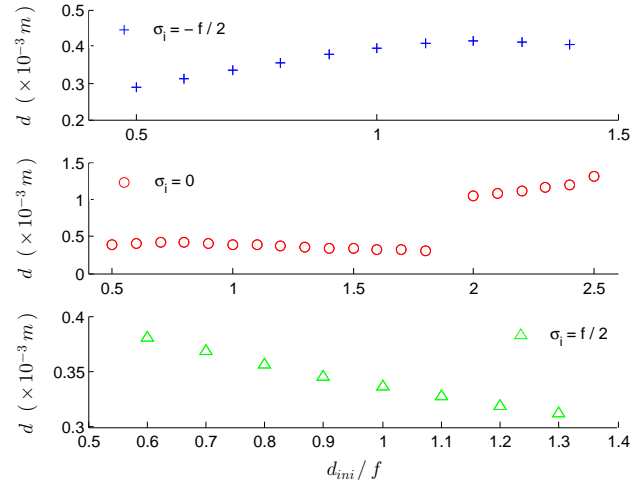 0.5
0.4
0.3
0.2
d (×10⁻³ m)
σi = − f / 2
0.5 1 1.5
1.5
1
0.5
0
d (×10⁻³ m)
σi = 0
0.5 1 1.5 2 2.5
0.4
0.35
0.3
d (×10⁻³ m)
σi = f / 2
0.5 0.6 0.7 0.8 0.9 1 1.1 1.2 1.3 1.4
dini / f